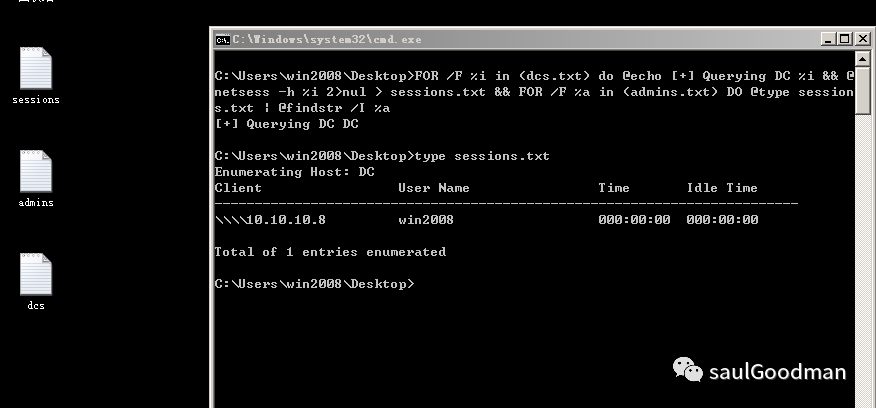 sessions
admins
dcs
C:\Windows\system32\cmd.exe
C:\Users\win2008\Desktop>FOR /F %i in (dcs.txt) do @echo [+] Querying DC %i && @
netsess -h %i 2>nul > sessions.txt && FOR /F %a in (admins.txt) DO @type session
s.txt | @findstr /I %a
[+] Querying DC DC
C:\Users\win2008\Desktop>type sessions.txt
Enumerating Host: DC
Client User Name Time Idle Time
-------------------------------------------------------------------------
\\\\10.10.10.8 win2008 000:00:00 000:00:00
Total of 1 entries enumerated
C:\Users\win2008\Desktop>
saulGoodman